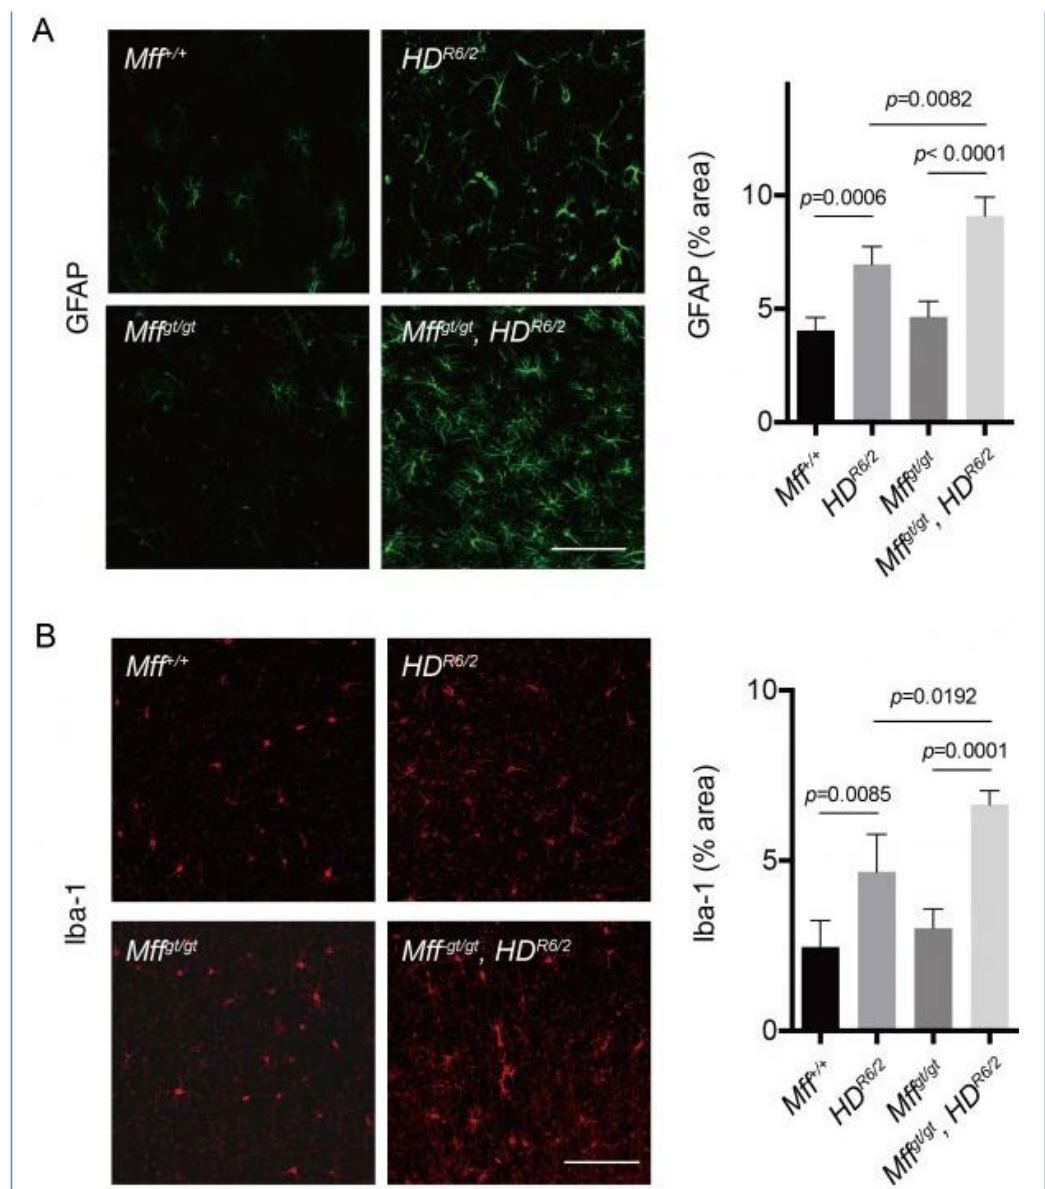 A
GFAP
Mff+/+
HDR6/2
Mffgt/gt
Mffgt/gt, HDR6/2
GFAP (% area)
10
5
0
p=0.0082
p< 0.0001
p=0.0006
Mff+/+
HDR6/2
Mffgt/gt
Mffgt/gt, HDR6/2
B
Iba-1
Mff+/+
HDR6/2
Mffgt/gt
Mff-gt/gt, HDR6/2
Iba-1 (% area)
10
5
0
p=0.0192
p=0.0001
p=0.0085
Mff+/+
HDR6/2
Mffgt/gt
Mffgt/gt, HDR6/2